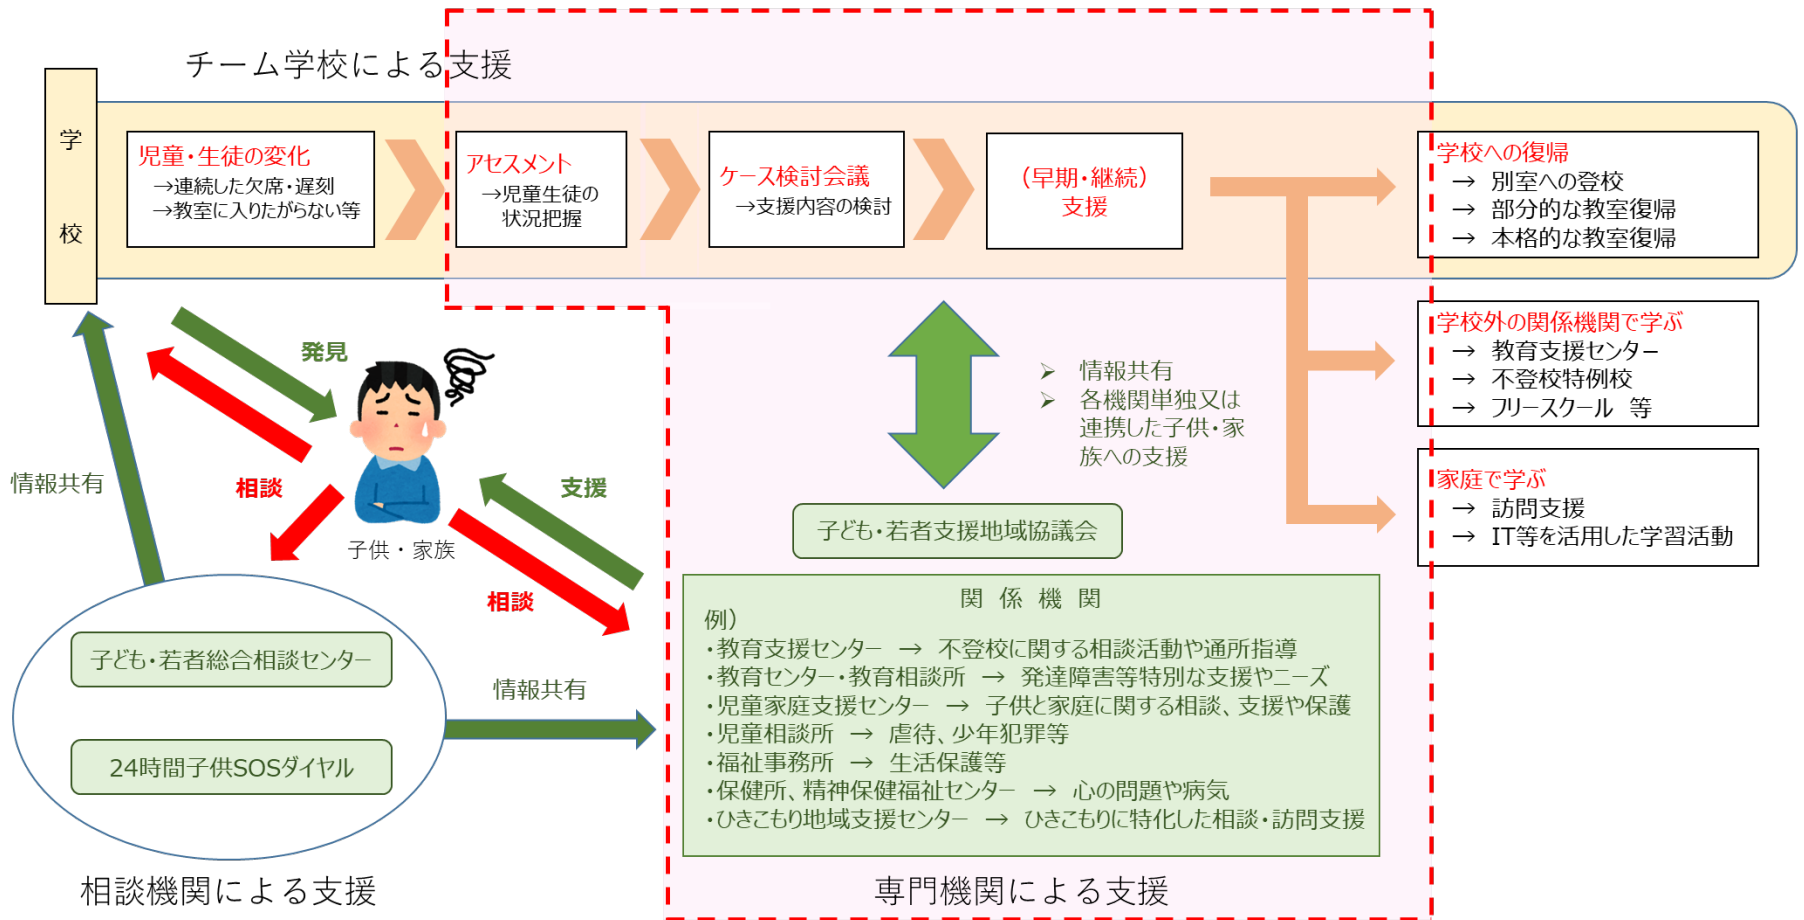 チーム学校による支援
学
校
児童・生徒の変化
→連続した欠席・遅刻
→教室に入りたがらない等
アセスメント
→児童生徒の
状況把握
ケース検討会議
→支援内容の検討
（早期・継続）
支援
学校への復帰
→ 別室への登校
→ 部分的な教室復帰
→ 本格的な教室復帰
学校外の関係機関で学ぶ
→ 教育支援センター
→ 不登校特例校
→ フリースクール 等
家庭で学ぶ
→ 訪問支援
→ IT等を活用した学習活動
発見
相談
情報共有
支援
相談
子供・家族
➢ 情報共有
➢ 各機関単独又は
連携した子供・家
族への支援
子ども・若者支援地域協議会
関 係 機 関
例）
・教育支援センター → 不登校に関する相談活動や通所指導
・教育センター・教育相談所 → 発達障害等特別な支援やニーズ
・児童家庭支援センター → 子供と家庭に関する相談、支援や保護
・児童相談所 → 虐待、少年犯罪等
・福祉事務所 → 生活保護等
・保健所、精神保健福祉センター → 心の問題や病気
・ひきこもり地域支援センター → ひきこもりに特化した相談・訪問支援
子ども・若者総合相談センター
24時間子供SOSダイヤル
情報共有
相談機関による支援
専門機関による支援